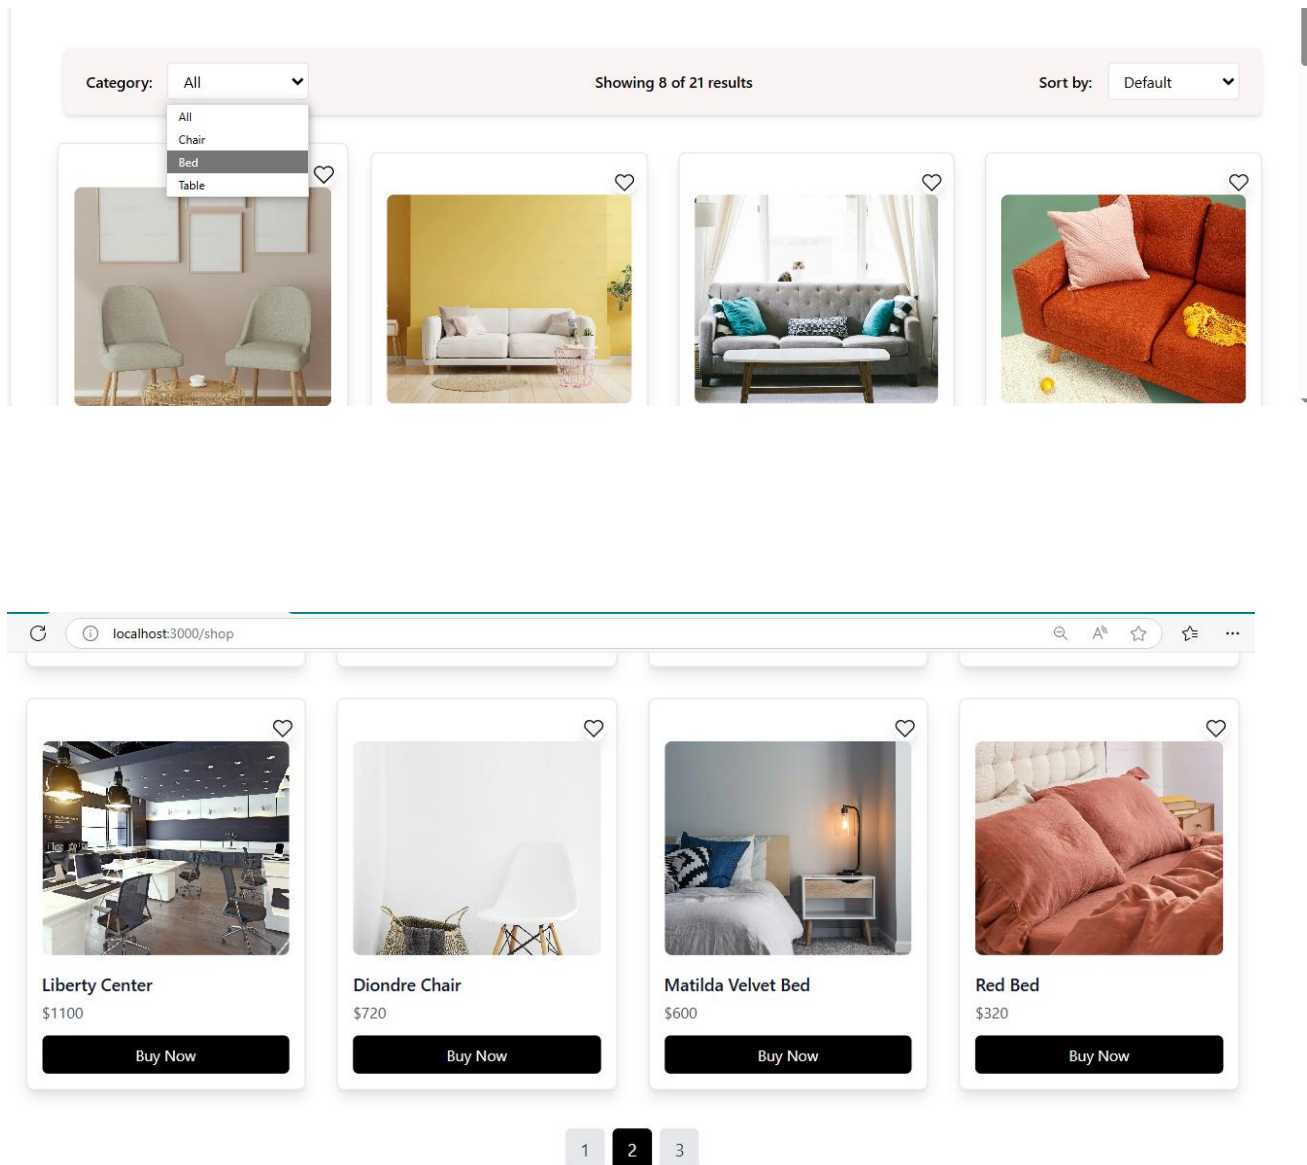 Category: All Showing 8 of 21 results Sort by: Default
All
Chair
Bed
Table
localhost:3000/shop
Liberty Center Diondre Chair Matilda Velvet Bed Red Bed
$1100 $720 $600 $320
Buy Now Buy Now Buy Now Buy Now
1 2 3